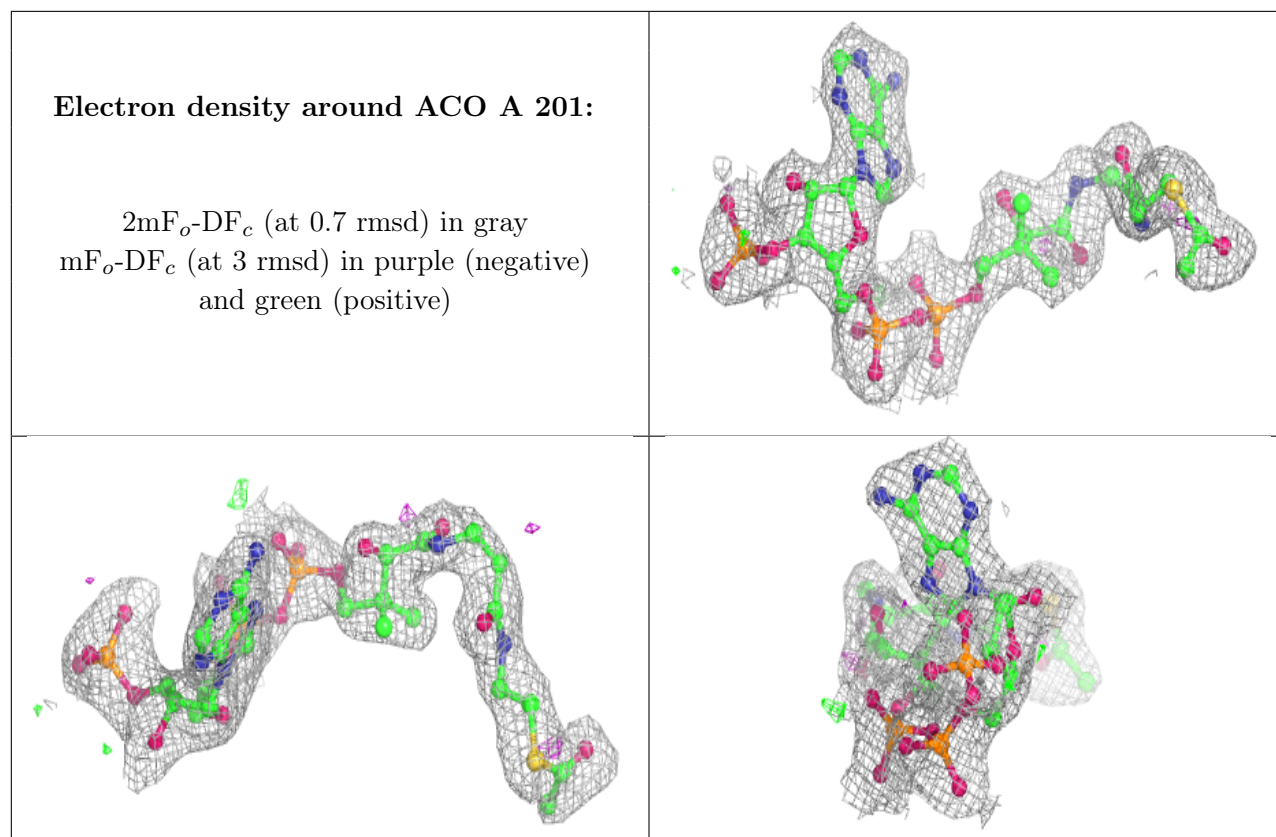 Electron density around ACO A 201:
2mFo-DFc (at 0.7 rmsd) in gray
mFo-DFc (at 3 rmsd) in purple (negative)
and green (positive)